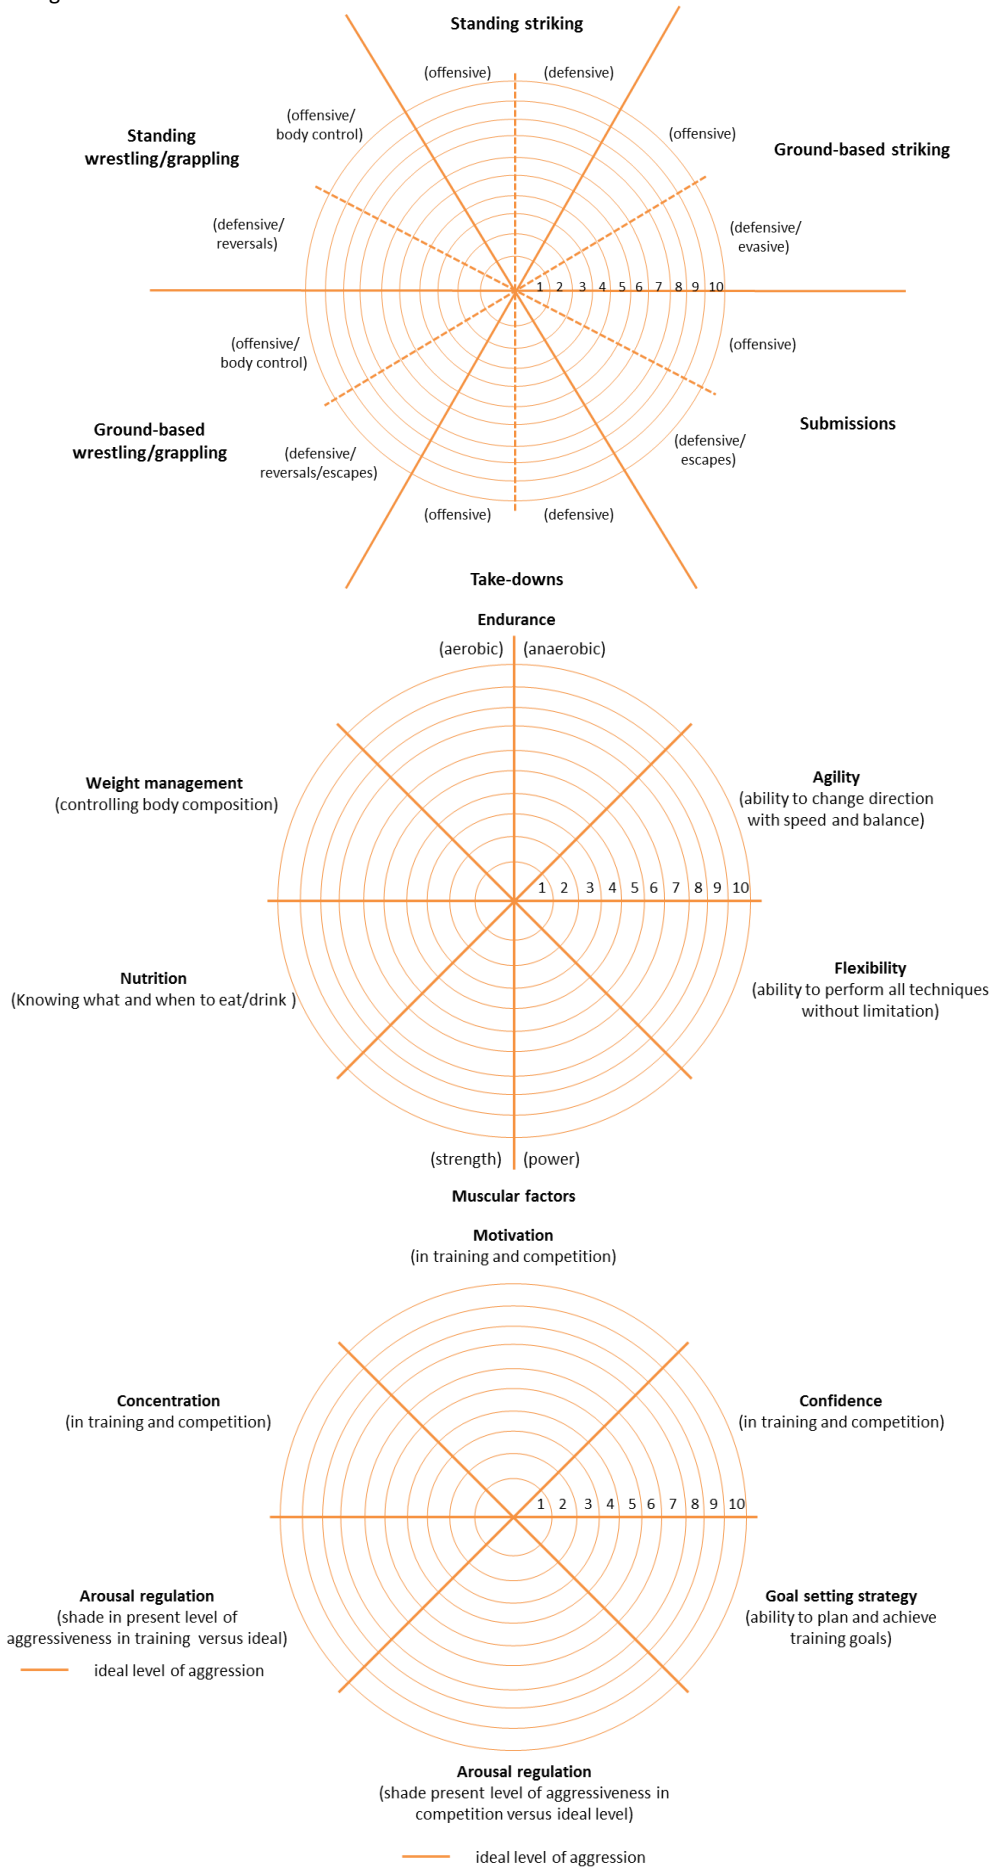 Standing striking
(offensive)
(defensive)
(offensive/
body control)
(offensive)
Standing
wrestling/grappling
Ground-based striking
(defensive/
reversals)
(defensive/
evasive)
1 2 3 4 5 6 7 8 9 10
(offensive/
body control)
(offensive)
Ground-based
wrestling/grappling
Submissions
(defensive/
reversals/escapes)
(defensive/
escapes)
(offensive)
(defensive)
Take-downs
Endurance
(aerobic)
(anaerobic)
Weight management
(controlling body composition)
Agility
(ability to change direction
with speed and balance)
1 2 3 4 5 6 7 8 9 10
Nutrition
(Knowing what and when to eat/drink )
Flexibility
(ability to perform all techniques
without limitation)
(strength)
(power)
Muscular factors
Motivation
(in training and competition)
Concentration
(in training and competition)
Confidence
(in training and competition)
1 2 3 4 5 6 7 8 9 10
Arousal regulation
(shade in present level of
aggressiveness in training versus ideal)
ideal level of aggression
Goal setting strategy
(ability to plan and achieve
training goals)
Arousal regulation
(shade present level of aggressiveness in
competition versus ideal level)
ideal level of aggression